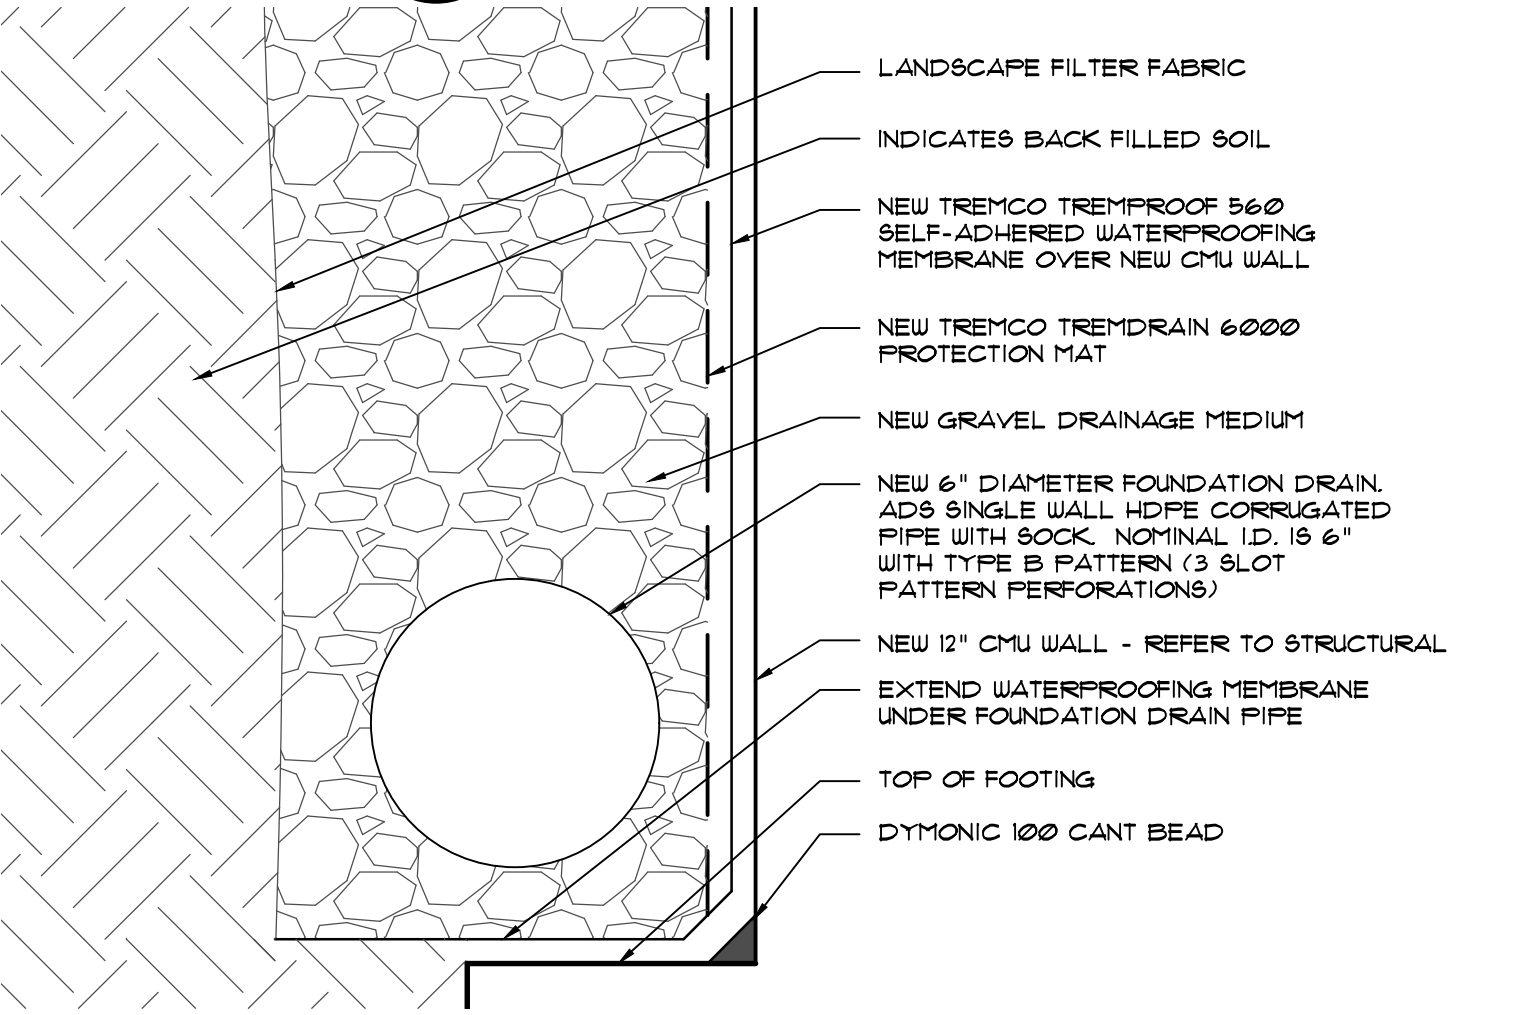 LANDSCAPE FILTER FABRIC
INDICATES BACK FILLED SOIL
NEW TREMCO TREMPROOF 560
SELF-ADHERED WATERPROOFING
MEMBRANE OVER NEW CMU WALL
NEW TREMCO TREMDRAIN 6000
PROTECTION MAT
NEW GRAVEL DRAINAGE MEDIUM
NEW 6" DIAMETER FOUNDATION DRAIN.
ADS SINGLE WALL HDPE CORRUGATED
PIPE WITH SOCK. NOMINAL I.D. IS 6"
WITH TYPE B PATTERN (3 SLOT
PATTERN PERFORATIONS)
NEW 12" CMU WALL - REFER TO STRUCTURAL
EXTEND WATERPROOFING MEMBRANE
UNDER FOUNDATION DRAIN PIPE
TOP OF FOOTING
DYMONIC 100 CANT BEAD